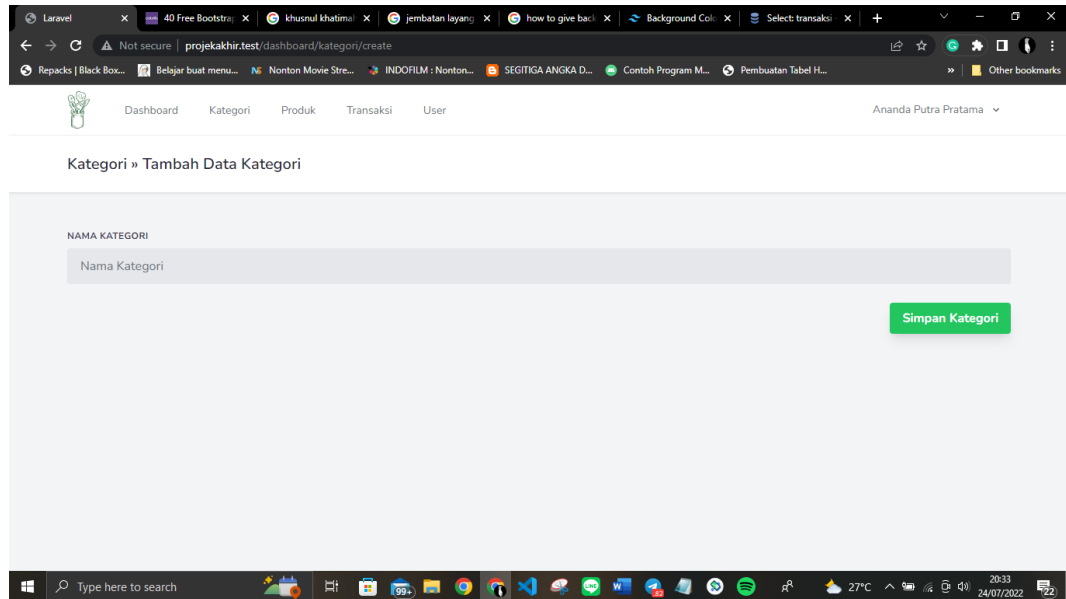 Laravel
40 Free Bootstrap
khusnul khatimal
jembatan layang
how to give back
Background Colo
Select: transaksi -
Not secure | projekakhir.test/dashboard/kategori/create
Repacks | Black Box...
Belajar buat menu...
Nonton Movie Stre...
INDOFILM : Nonton...
SEGITIGA ANGKA D...
Contoh Program M...
Pembuatan Tabel H...
»
Other bookmarks
Dashboard
Kategori
Produk
Transaksi
User
Ananda Putra Pratama
Kategori » Tambah Data Kategori
NAMA KATEGORI
Nama Kategori
Simpan Kategori
Type here to search
99+
LINE
27°C
20:33
24/07/2022
22